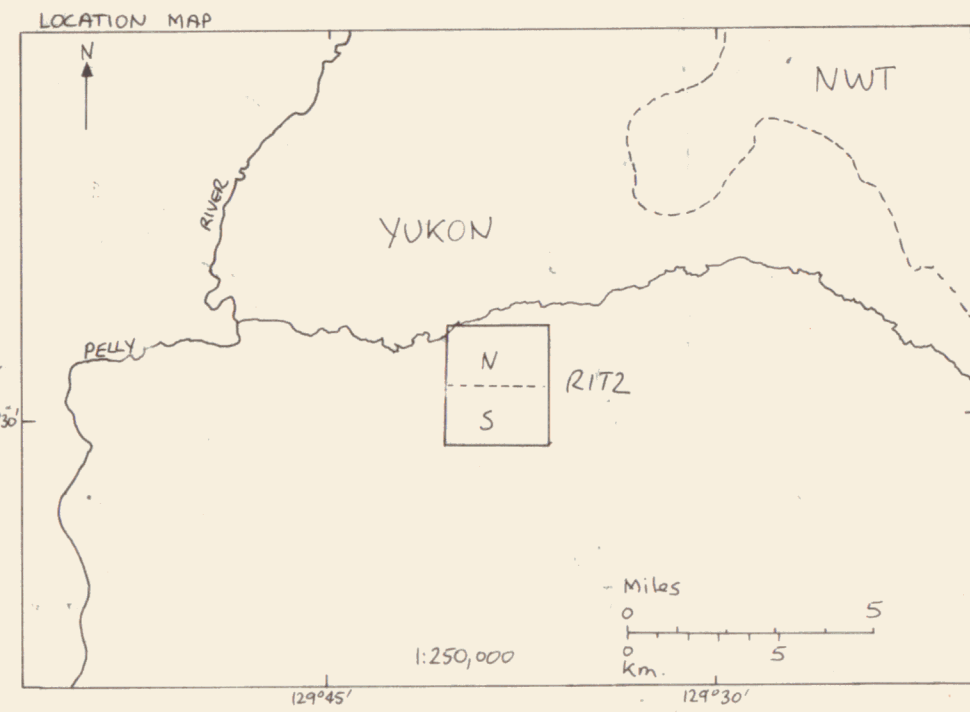 LOCATION MAP
N
NWT
RIVER
YUKON
PELLY
N
RITZ
30'
S
Miles
0 5
0 5
Km.
1:250,000
129°45' 129°30'